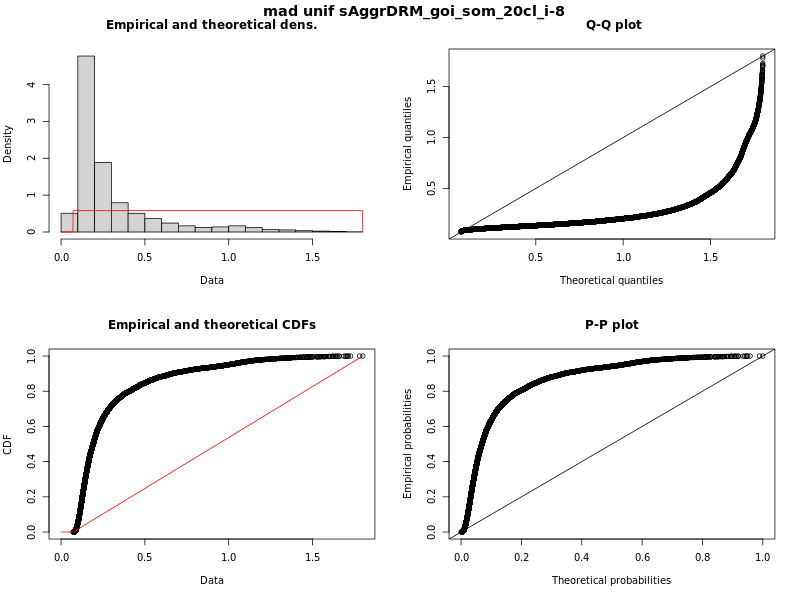 mad unif sAggrDRM_goi_som_20cl_i-8
Empirical and theoretical dens.
Density
0 1 2 3 4
0.0 0.5 1.0 1.5
Data
Q-Q plot
Empirical quantiles
0.5 1.0 1.5
0.5 1.0 1.5
Theoretical quantiles
Empirical and theoretical CDFs
CDF
0.0 0.2 0.4 0.6 0.8 1.0
0.0 0.5 1.0 1.5
Data
P-P plot
Empirical probabilities
0.0 0.2 0.4 0.6 0.8 1.0
0.0 0.2 0.4 0.6 0.8 1.0
Theoretical probabilities